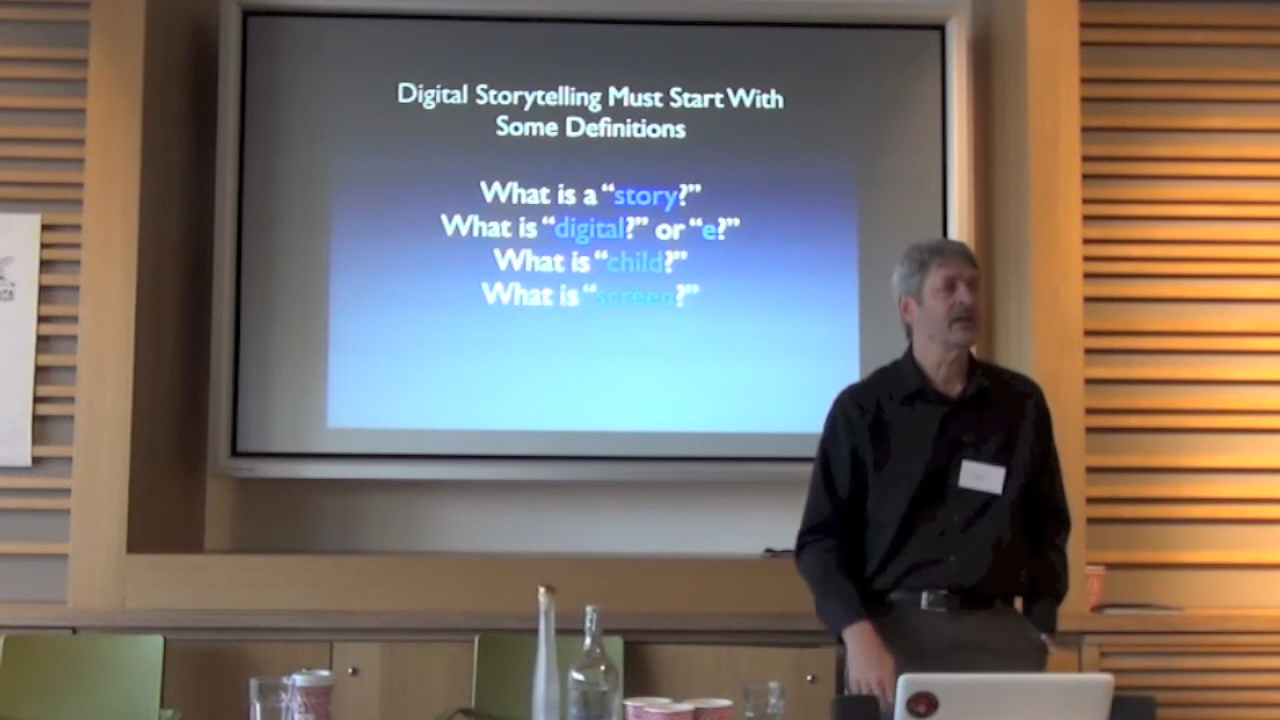 Digital Storytelling Must Start With
Some Definitions
What is a “story?”
What is “digital?” or “e?”
What is “child?”
What is “screen?”